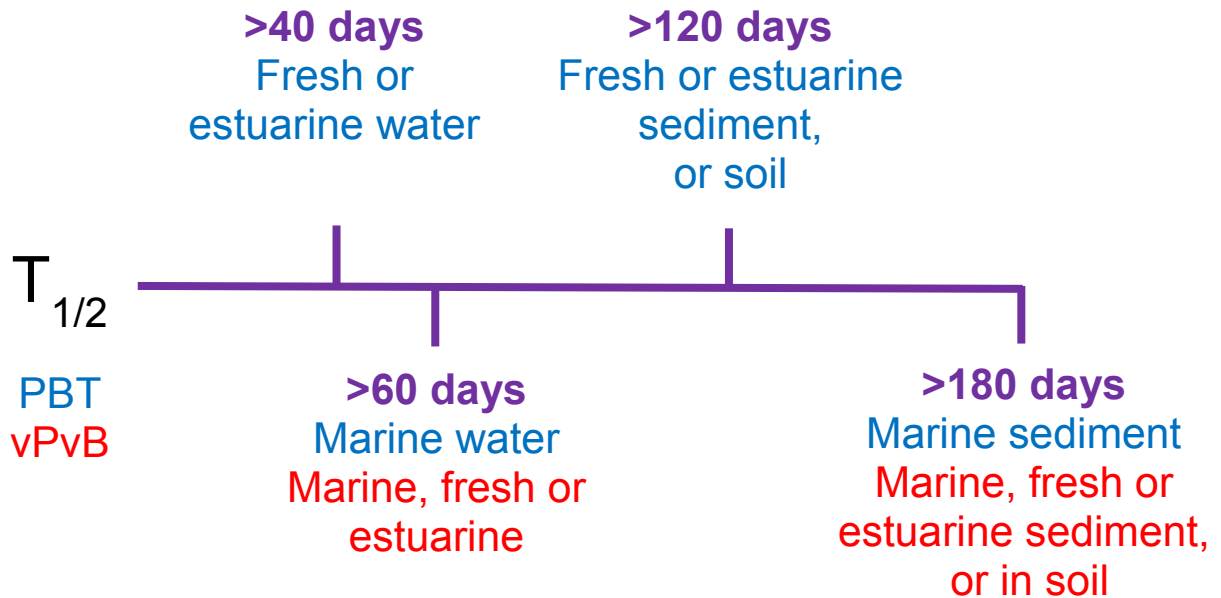 >40 days
Fresh or
estuarine water
>120 days
Fresh or estuarine
sediment,
or soil
T1/2
PBT
vPvB
>60 days
Marine water
Marine, fresh or
estuarine
>180 days
Marine sediment
Marine, fresh or
estuarine sediment,
or in soil